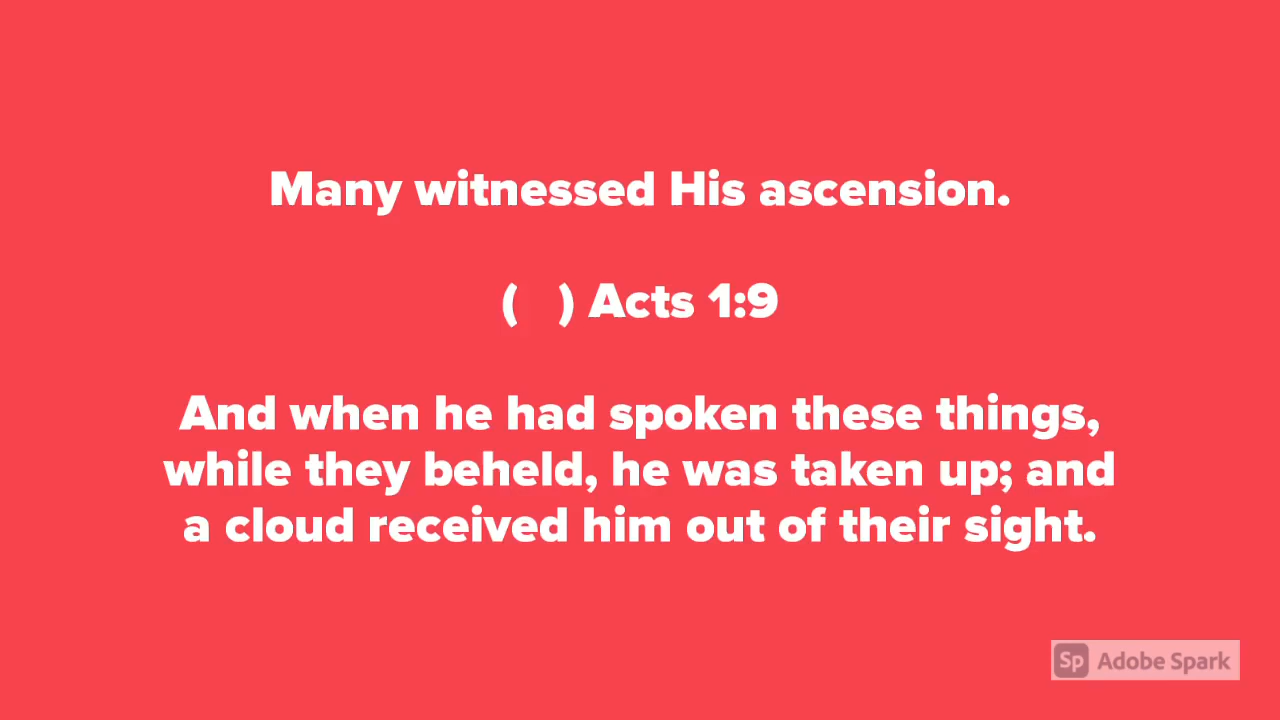 Many witnessed His ascension.
(   ) Acts 1:9
And when he had spoken these things,
while they beheld, he was taken up; and
a cloud received him out of their sight.
Sp Adobe Spark